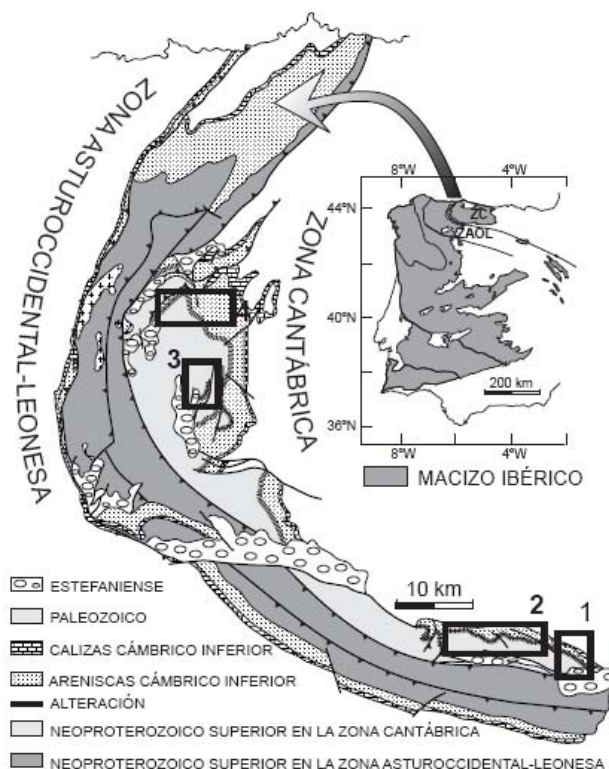 ZONA ASTUROCCIDENTAL-LEONESA
ZONA CANTÁBRICA
8°W 4°W
44°N
40°N
36°N
ZC
ZAOL
200 km
8°W 4°W
MACIZO IBÉRICO
4
3
2
1
10 km
ESTEFANIENSE
PALEOZOICO
CALIZAS CÁMBRICO INFERIOR
ARENISCAS CÁMBRICO INFERIOR
ALTERACIÓN
NEOPROTEROZOICO SUPERIOR EN LA ZONA CANTÁBRICA
NEOPROTEROZOICO SUPERIOR EN LA ZONA ASTUROCCIDENTAL-LEONESA